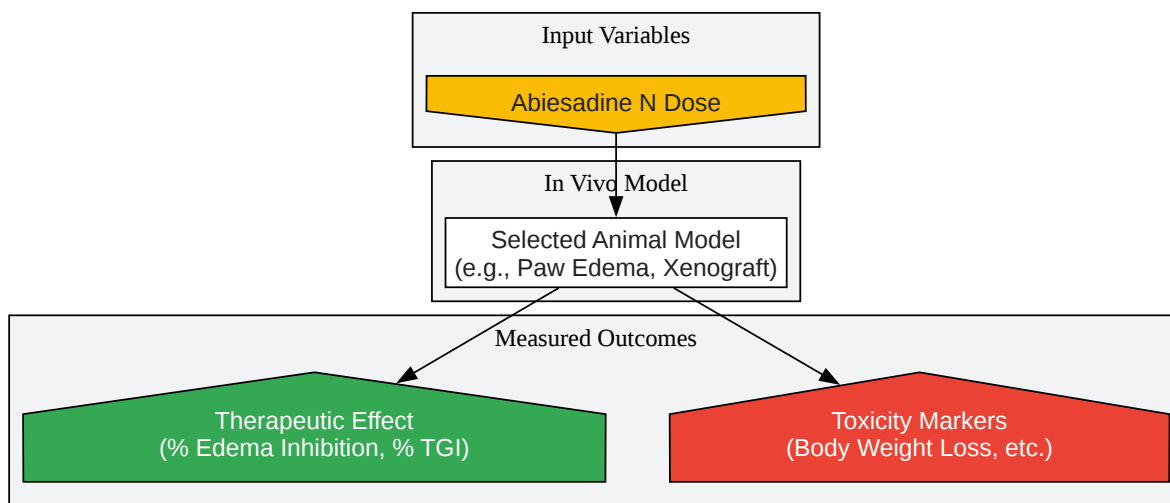 Input Variables
Abiesadine N Dose
In Vivo Model
Selected Animal Model
(e.g., Paw Edema, Xenograft)
Measured Outcomes
Therapeutic Effect
(% Edema Inhibition, % TGI)
Toxicity Markers
(Body Weight Loss, etc.)